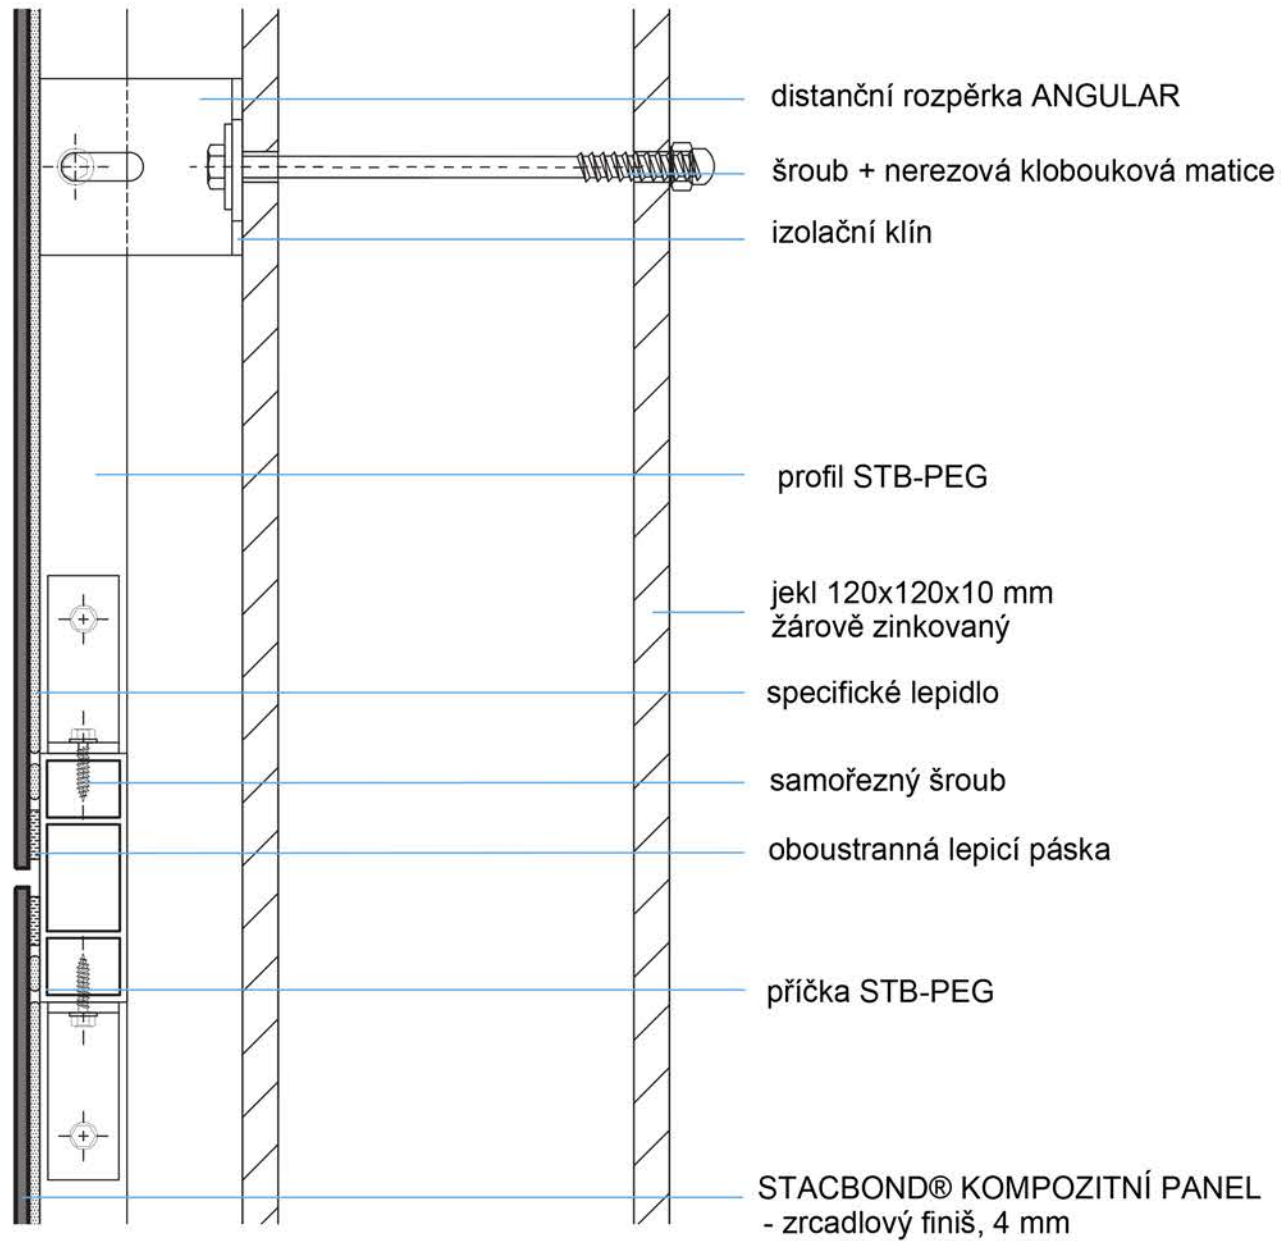 distanční rozpěrka ANGULAR
šroub + nerezová klobouková matice
izolační klín
profil STB-PEG
jekl 120x120x10 mm
žárově zinkovaný
specifické lepidlo
samořezný šroub
oboustranná lepicí páska
příčka STB-PEG
STACBOND® KOMPOZITNÍ PANEL
- zrcadlový finiš, 4 mm